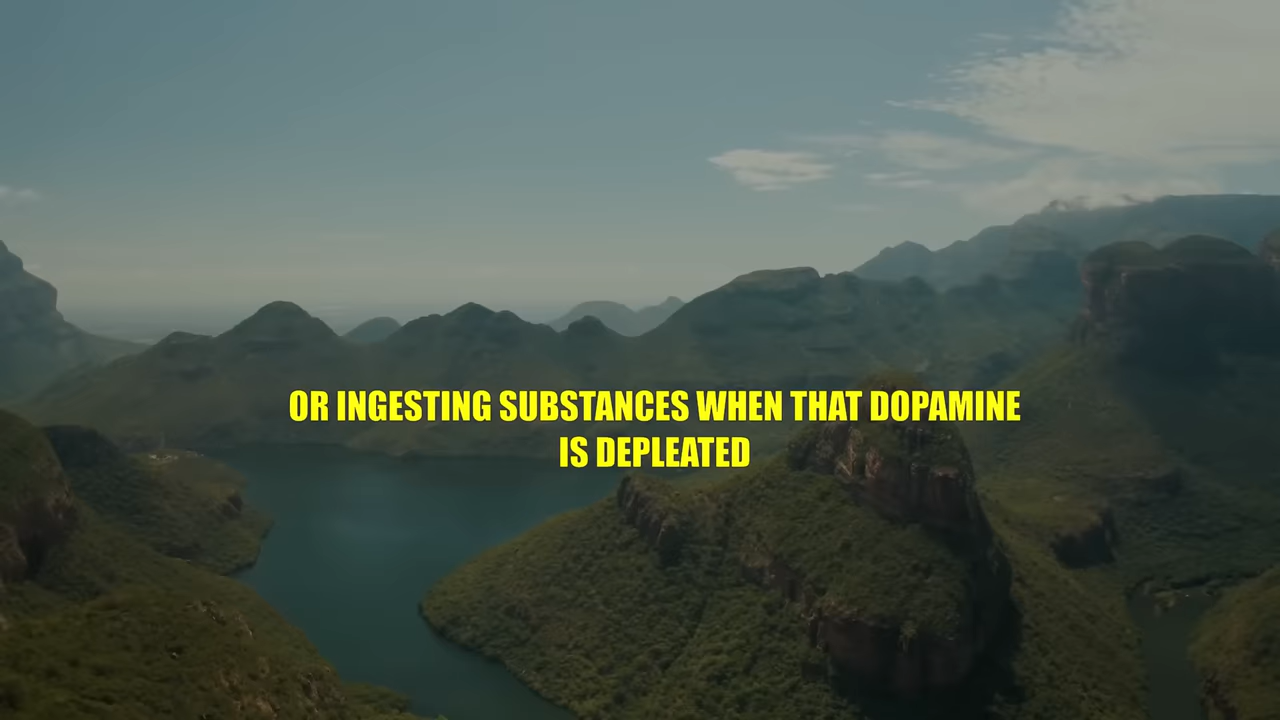 OR INGESTING SUBSTANCES WHEN THAT DOPAMINE
IS DEPLEATED